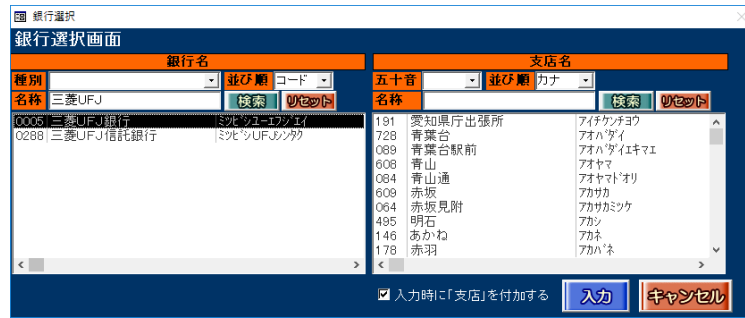 銀行選択
銀行選択画面
銀行名
種別 並び順 コード
名称 三菱UFJ 検索 リセット
0005 三菱UFJ銀行 ﾐﾂﾋﾞｼﾕｰｴﾌｼﾞｪｲ
0288 三菱UFJ信託銀行 ﾐﾂﾋﾞｼUFJｼﾝﾀｸ
支店名
五十音 並び順 カナ
名称 検索 リセット
191 愛知県庁出張所 ｱｲﾁｹﾝﾁﾖｳ
728 青葉台 ｱｵﾊﾞﾀﾞｲ
089 青葉台駅前 ｱｵﾊﾞﾀﾞｲｴｷﾏｴ
608 青山 ｱｵﾔﾏ
084 青山通 ｱｵﾔﾏﾄﾞｵﾘ
609 赤坂 ｱｶｻｶ
064 赤坂見附 ｱｶｻｶﾐﾂｹ
495 明石 ｱｶｼ
146 あかね ｱｶﾈ
178 赤羽 ｱｶﾊﾞﾈ
入力時に「支店」を付加する 入力 キャンセル